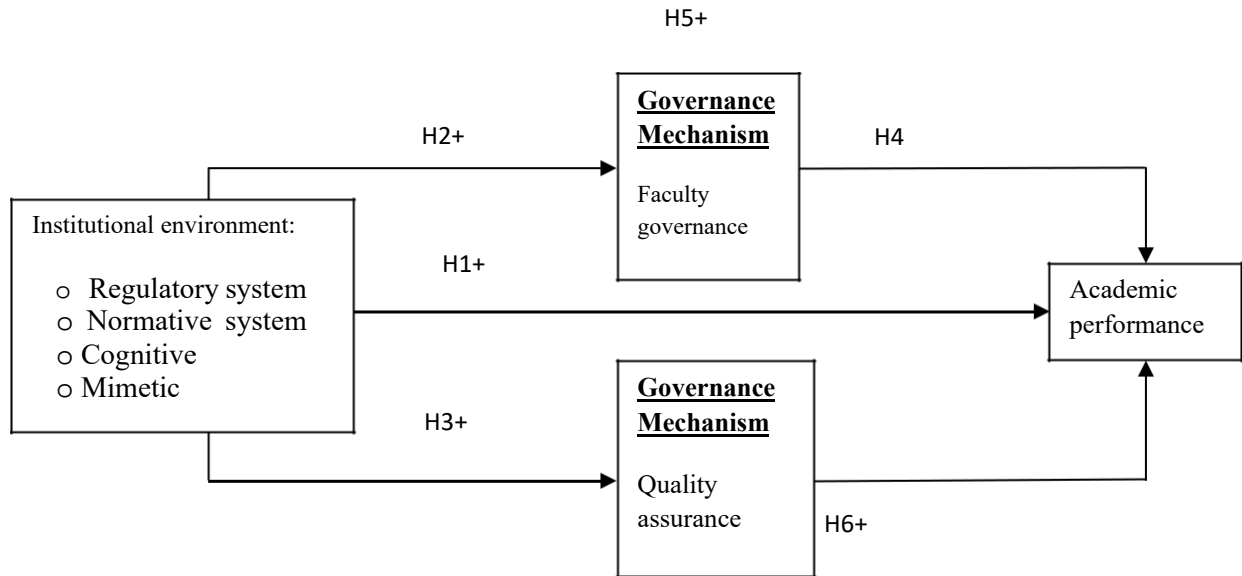 H5+
Governance
Mechanism
Faculty
governance
H2+
H4
Institutional environment:
o Regulatory system
o Normative system
o Cognitive
o Mimetic
H1+
Academic
performance
Governance
Mechanism
Quality
assurance
H3+
H6+